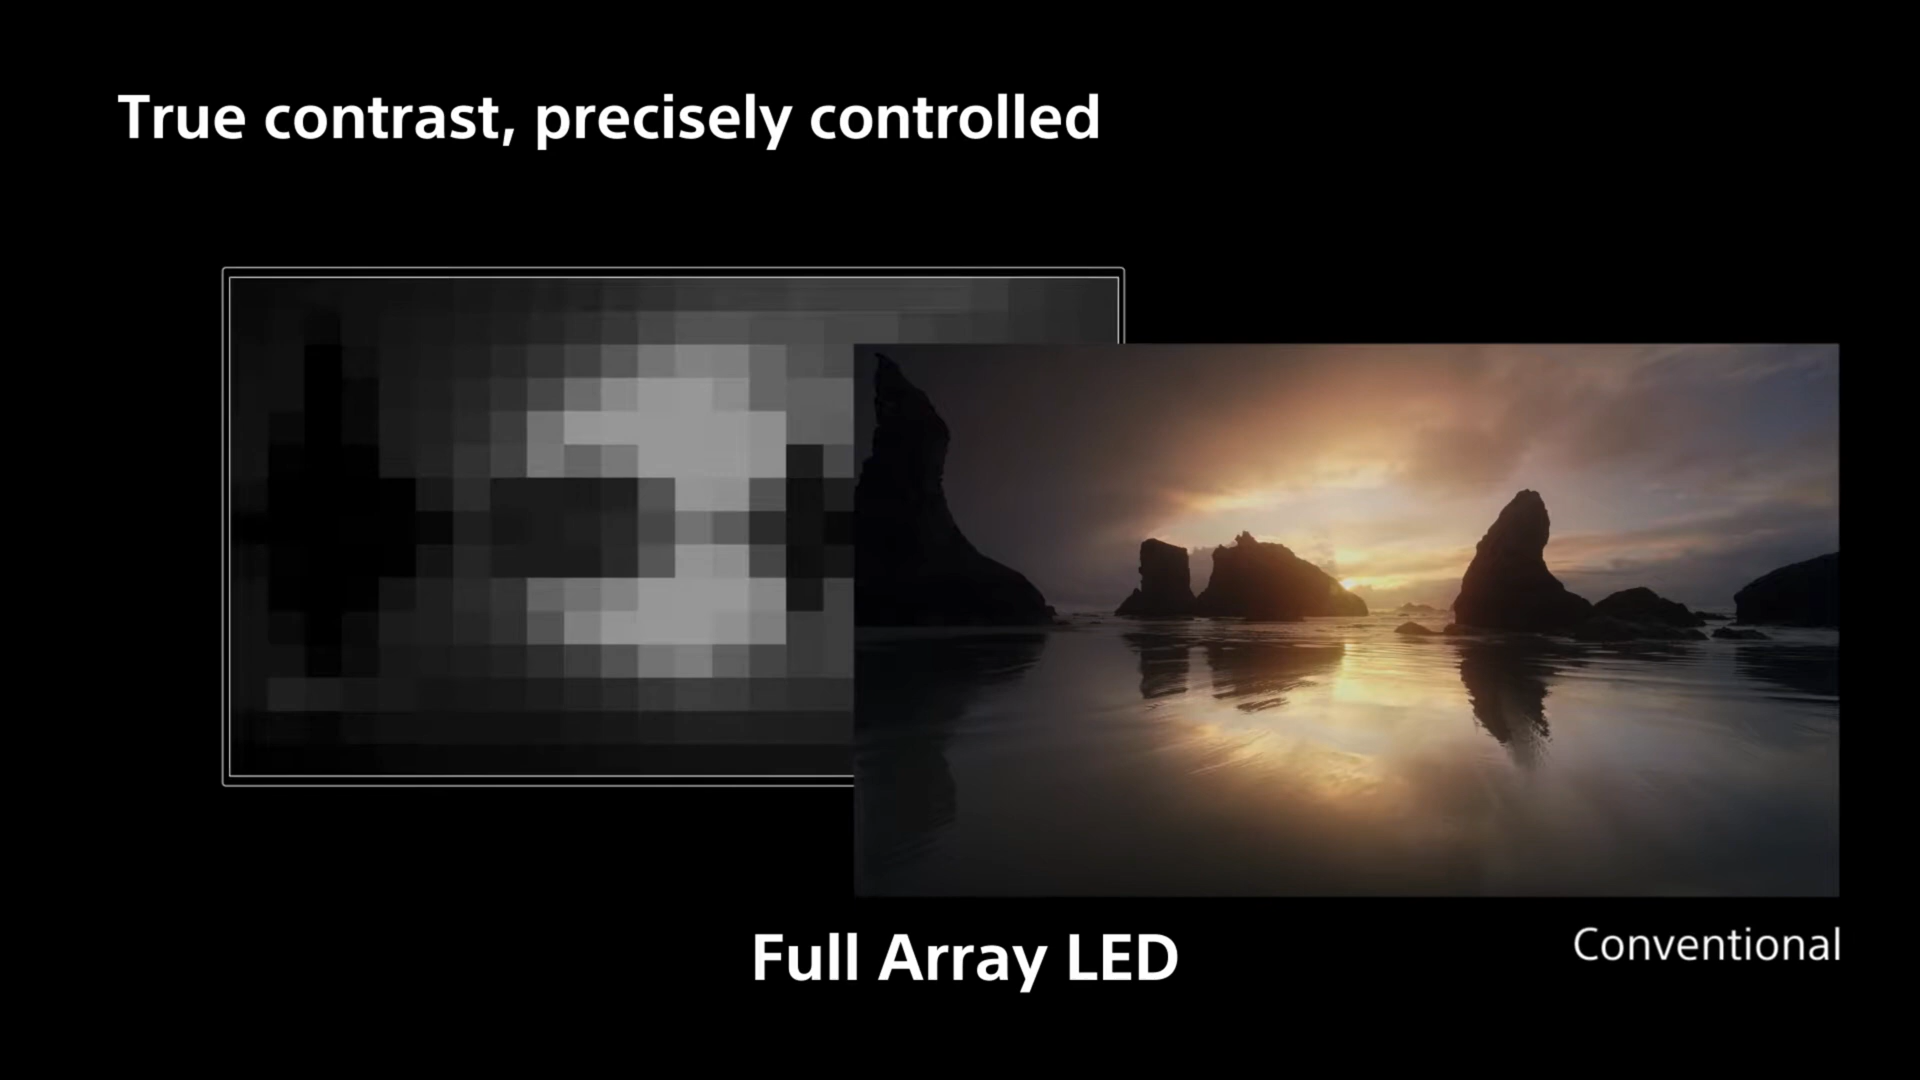 True contrast, precisely controlled
Full Array LED
Conventional